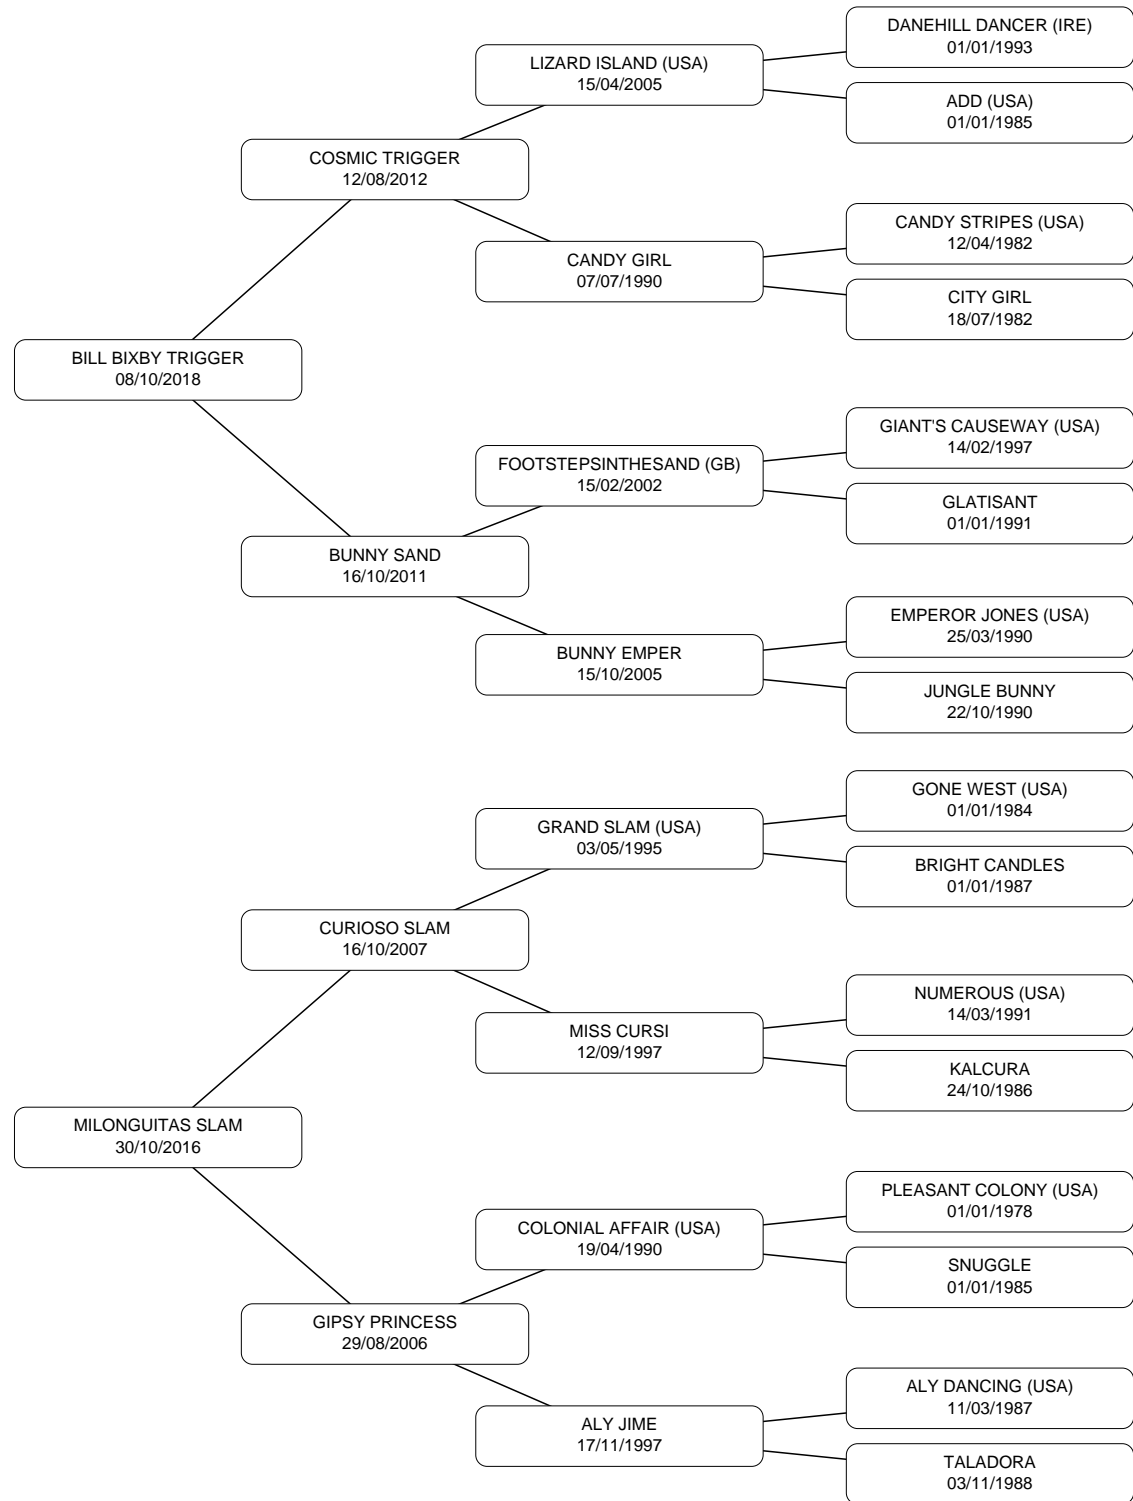 DANEHILL DANCER (IRE)
01/01/1993
LIZARD ISLAND (USA)
15/04/2005
ADD (USA)
01/01/1985
COSMIC TRIGGER
12/08/2012
CANDY STRIPES (USA)
12/04/1982
CANDY GIRL
07/07/1990
CITY GIRL
18/07/1982
BILL BIXBY TRIGGER
08/10/2018
GIANT'S CAUSEWAY (USA)
14/02/1997
FOOTSTEPSINTHESAND (GB)
15/02/2002
GLATISANT
01/01/1991
BUNNY SAND
16/10/2011
EMPEROR JONES (USA)
25/03/1990
BUNNY EMPER
15/10/2005
JUNGLE BUNNY
22/10/1990
GONE WEST (USA)
01/01/1984
GRAND SLAM (USA)
03/05/1995
BRIGHT CANDLES
01/01/1987
CURIOSO SLAM
16/10/2007
NUMEROUS (USA)
14/03/1991
MISS CURSI
12/09/1997
KALCURA
24/10/1986
MILONGUITAS SLAM
30/10/2016
PLEASANT COLONY (USA)
01/01/1978
COLONIAL AFFAIR (USA)
19/04/1990
SNUGGLE
01/01/1985
GIPSY PRINCESS
29/08/2006
ALY DANCING (USA)
11/03/1987
ALY JIME
17/11/1997
TALADORA
03/11/1988